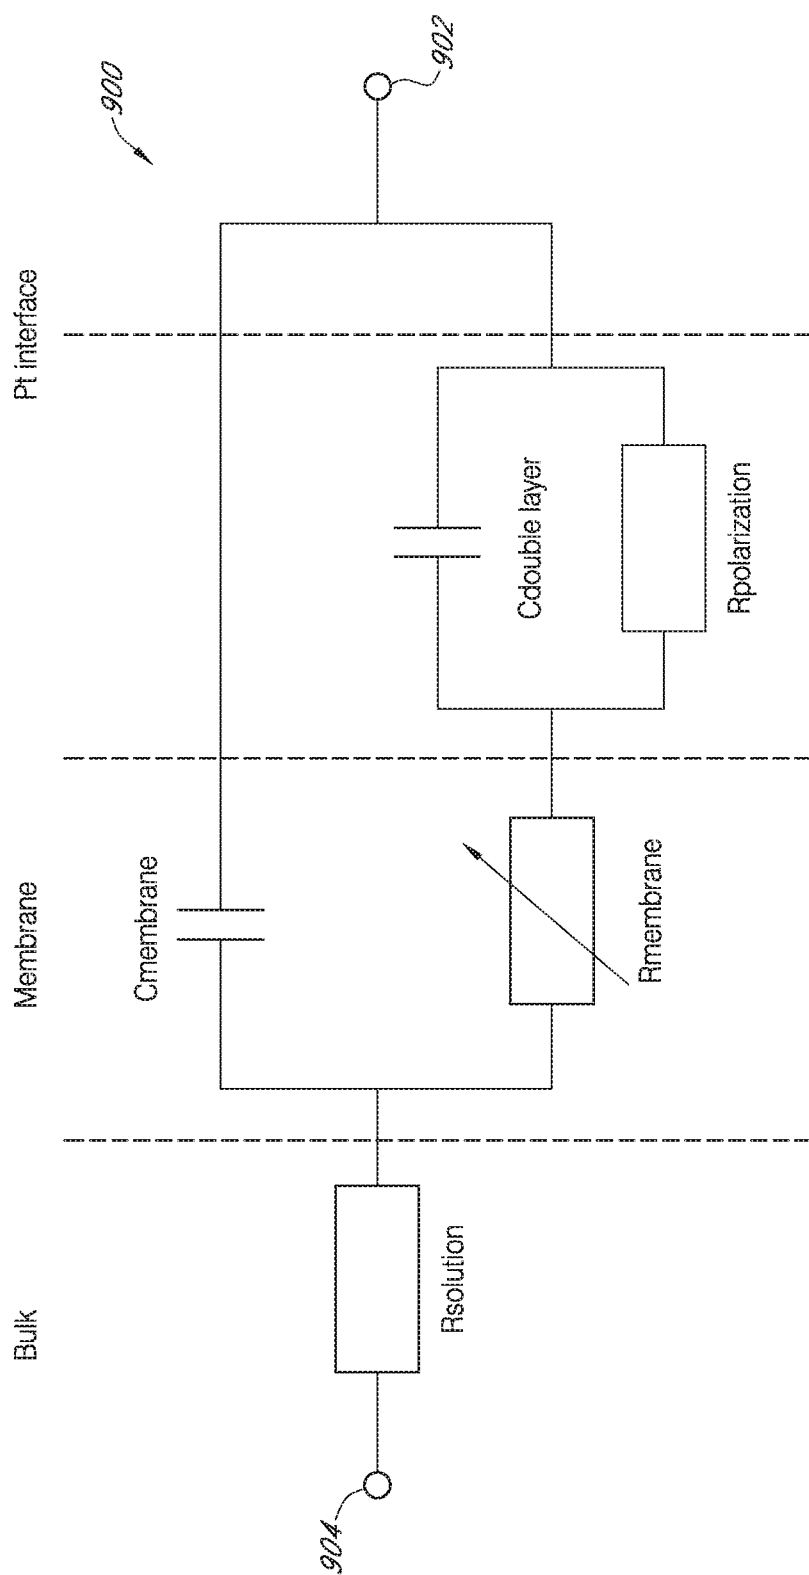 900
902
Bulk
Membrane
Pt interface
Cmembrane
Cdouble layer
Rsolution
Rmembrane
Rpolarization
904